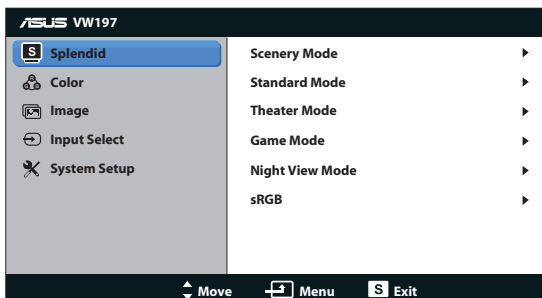 ASUS VW197
S Splendid
Color
Image
Input Select
System Setup
Scenery Mode
Standard Mode
Theater Mode
Game Mode
Night View Mode
sRGB
Move Menu S Exit